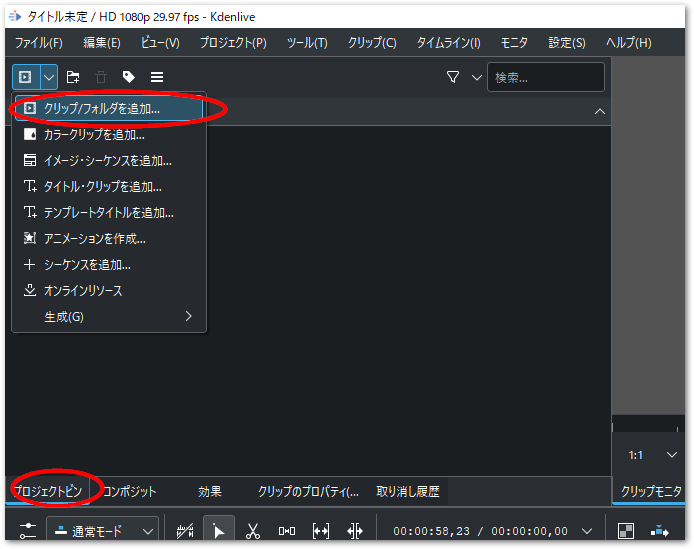 タイトル未定 / HD 1080p 29.97 fps - Kdenlive
ファイル(F) 編集(E) ビュー(V) プロジェクト(P) ツール(T) クリップ(C) タイムライン(I) モニタ 設定(S) ヘルプ(H)
検索...
クリップ/フォルダを追加...
カラークリップを追加...
イメージ・シーケンスを追加...
タイトル・クリップを追加...
テンプレートタイトルを追加...
アニメーションを作成...
シーケンスを追加...
オンラインリソース
生成(G)
1:1
プロジェクトビン コンポジット 効果 クリップのプロパティ(... 取り消し履歴 クリップモニタ
通常モード 00:00:58,23 / 00:00:00,00